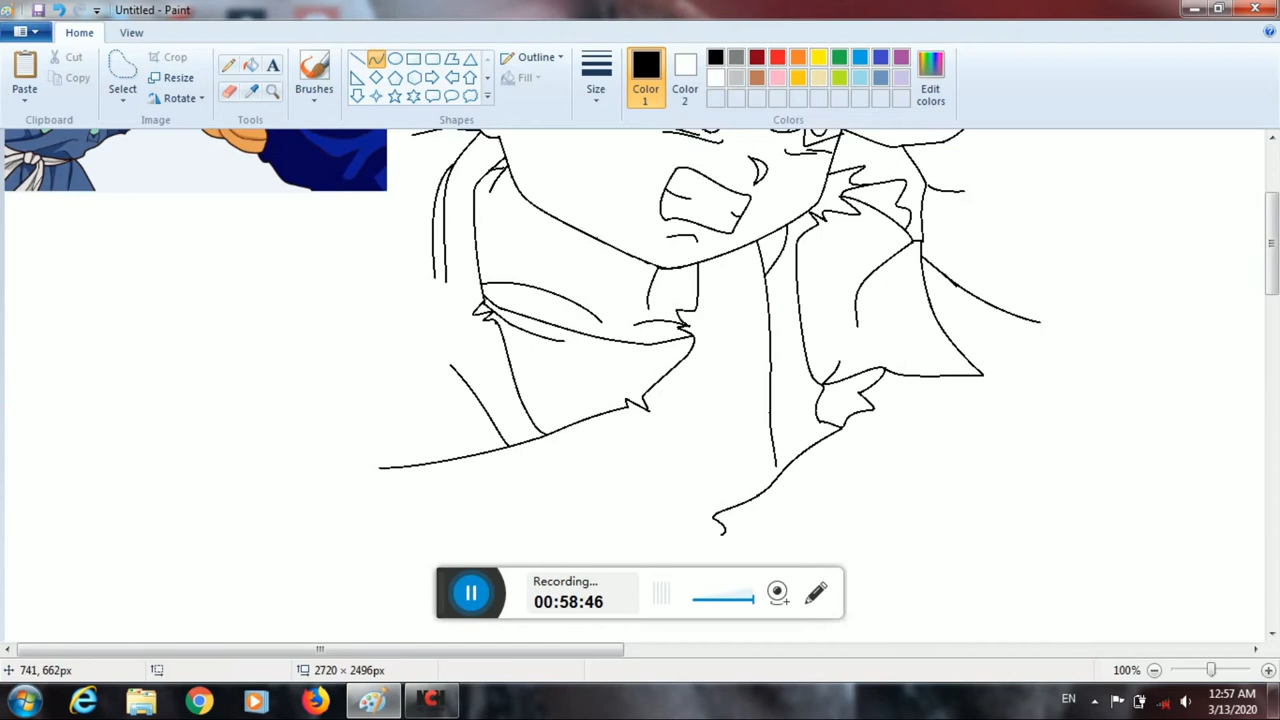 Untitled - Paint
Home
View
Paste
Cut
Copy
Clipboard
Select
Crop
Resize
Rotate
Image
A
Tools
Brushes
Shapes
Outline
Fill
Size
Color
1
Color
2
Edit
colors
Colors
Recording...
00:58:46
741, 662px
2720 × 2496px
100%
EN
12:57 AM
3/13/2020